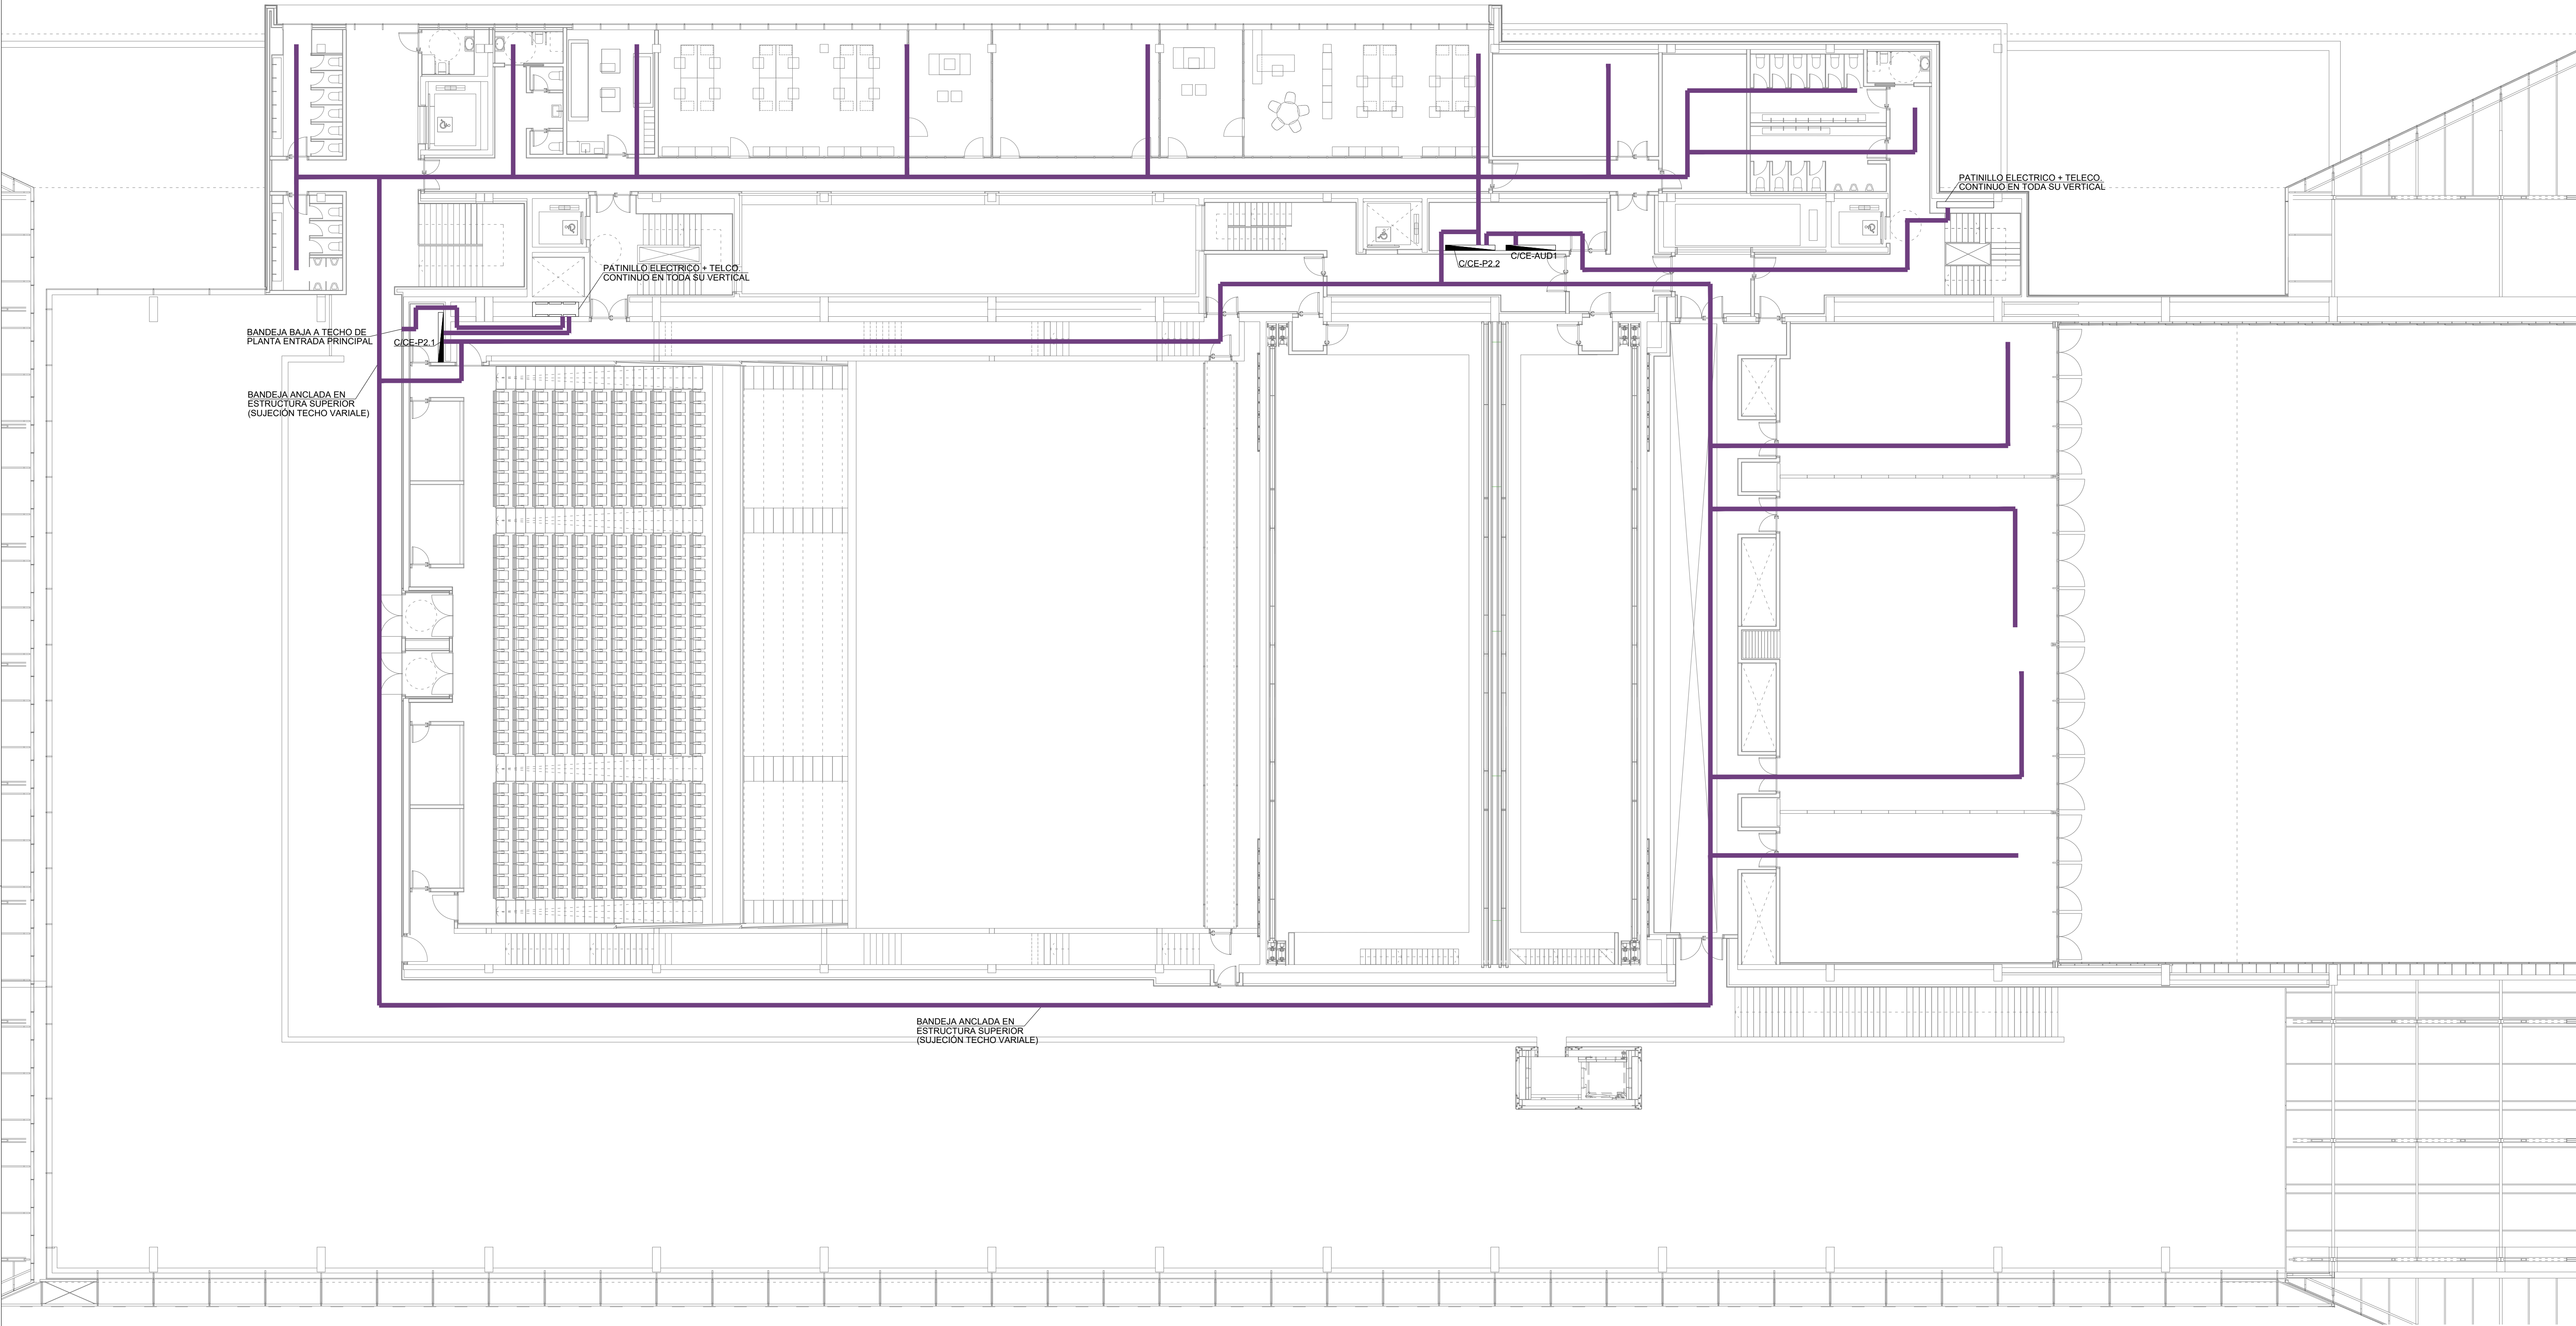 PATINILLO ELECTRICO + TELECO.
CONTINUO EN TODA SU VERTICAL
C/CE-P2.2
C/CE-AUD1
PATINILLO ELECTRICO + TELCO.
CONTINUO EN TODA SU VERTICAL
BANDEJA BAJA A TECHO DE
PLANTA ENTRADA PRINCIPAL
C/CE-P2.1
BANDEJA ANCLADA EN
ESTRUCTURA SUPERIOR
(SUJECIÓN TECHO VARIALE)
BANDEJA ANCLADA EN
ESTRUCTURA SUPERIOR
(SUJECIÓN TECHO VARIALE)